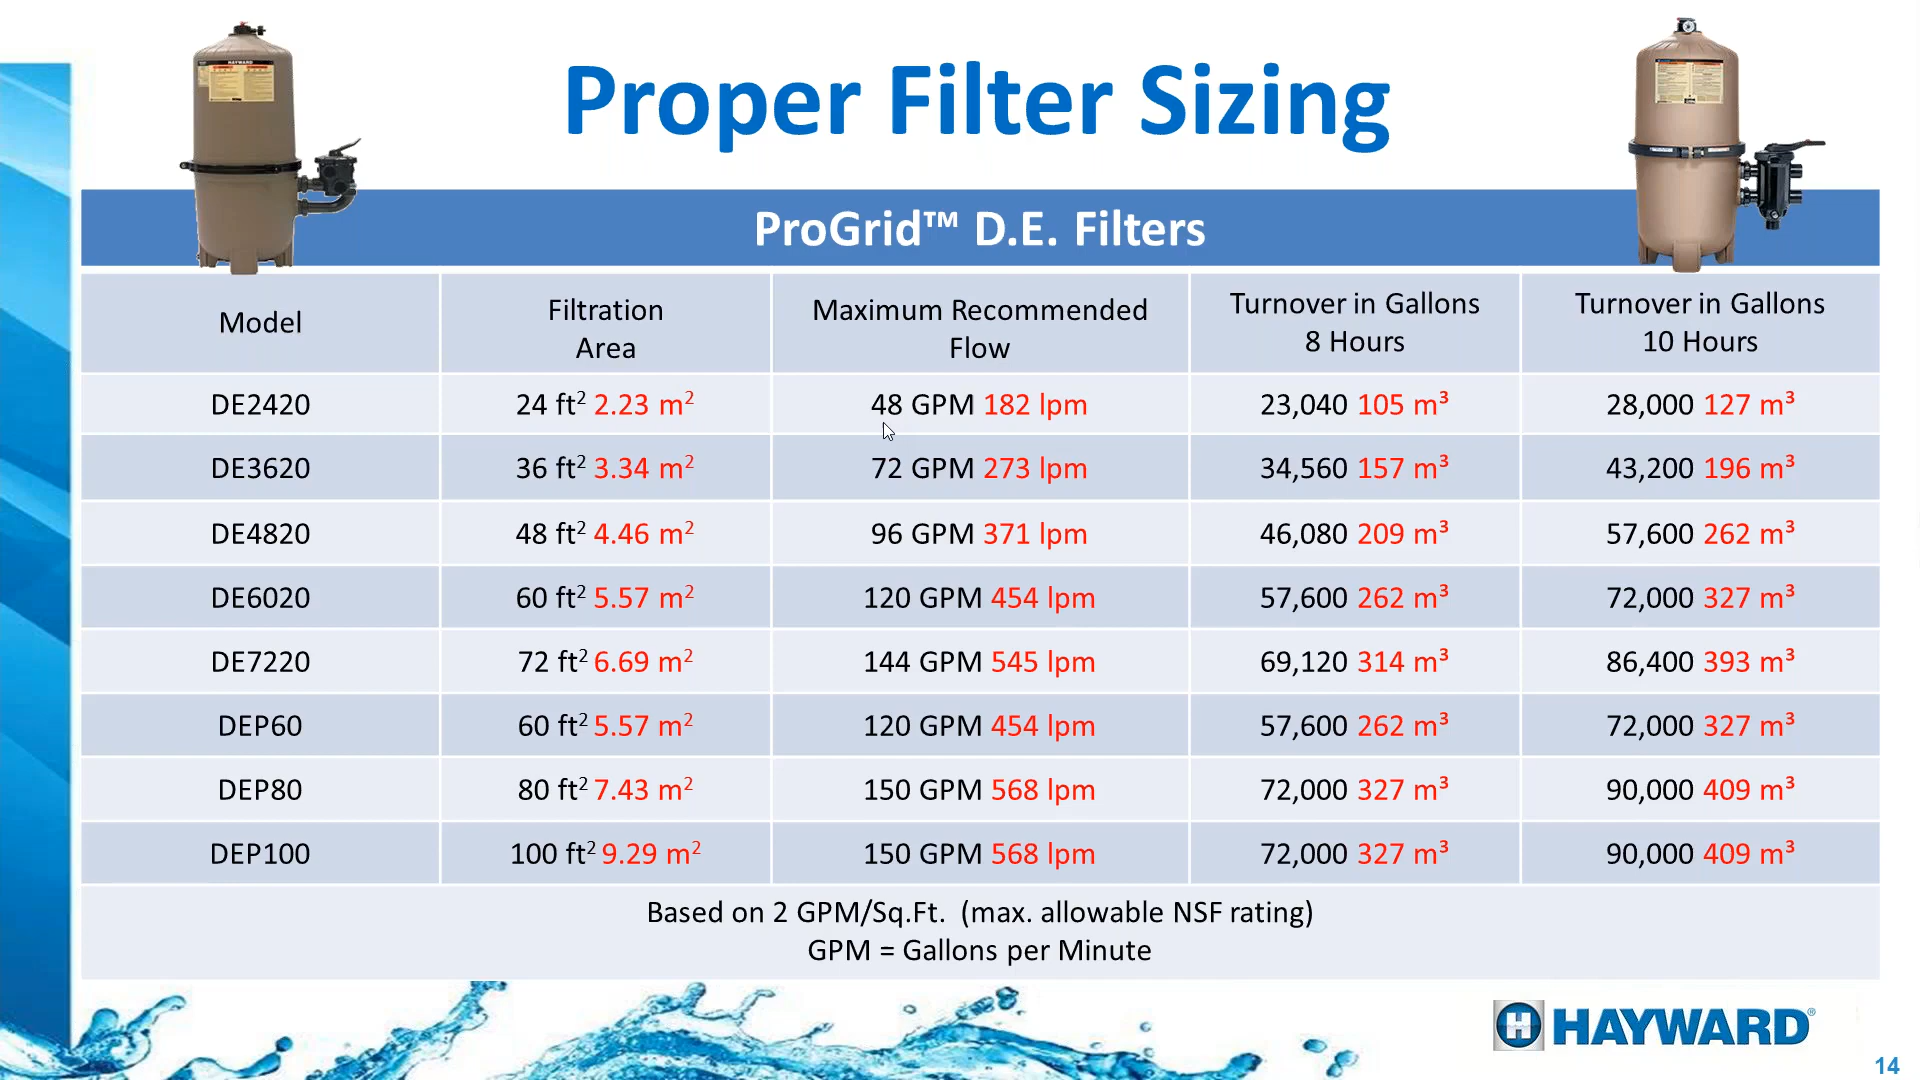 Proper Filter Sizing
HAYWARD
ProGrid™ D.E. Filters
Model
Filtration
Area
Maximum Recommended
Flow
Turnover in Gallons
8 Hours
Turnover in Gallons
10 Hours
DE2420 24 ft² 2.23 m² 48 GPM 182 lpm 23,040 105 m³ 28,000 127 m³
DE3620 36 ft² 3.34 m² 72 GPM 273 lpm 34,560 157 m³ 43,200 196 m³
DE4820 48 ft² 4.46 m² 96 GPM 371 lpm 46,080 209 m³ 57,600 262 m³
DE6020 60 ft² 5.57 m² 120 GPM 454 lpm 57,600 262 m³ 72,000 327 m³
DE7220 72 ft² 6.69 m² 144 GPM 545 lpm 69,120 314 m³ 86,400 393 m³
DEP60 60 ft² 5.57 m² 120 GPM 454 lpm 57,600 262 m³ 72,000 327 m³
DEP80 80 ft² 7.43 m² 150 GPM 568 lpm 72,000 327 m³ 90,000 409 m³
DEP100 100 ft² 9.29 m² 150 GPM 568 lpm 72,000 327 m³ 90,000 409 m³
Based on 2 GPM/Sq.Ft. (max. allowable NSF rating)
GPM = Gallons per Minute
H HAYWARD®
14